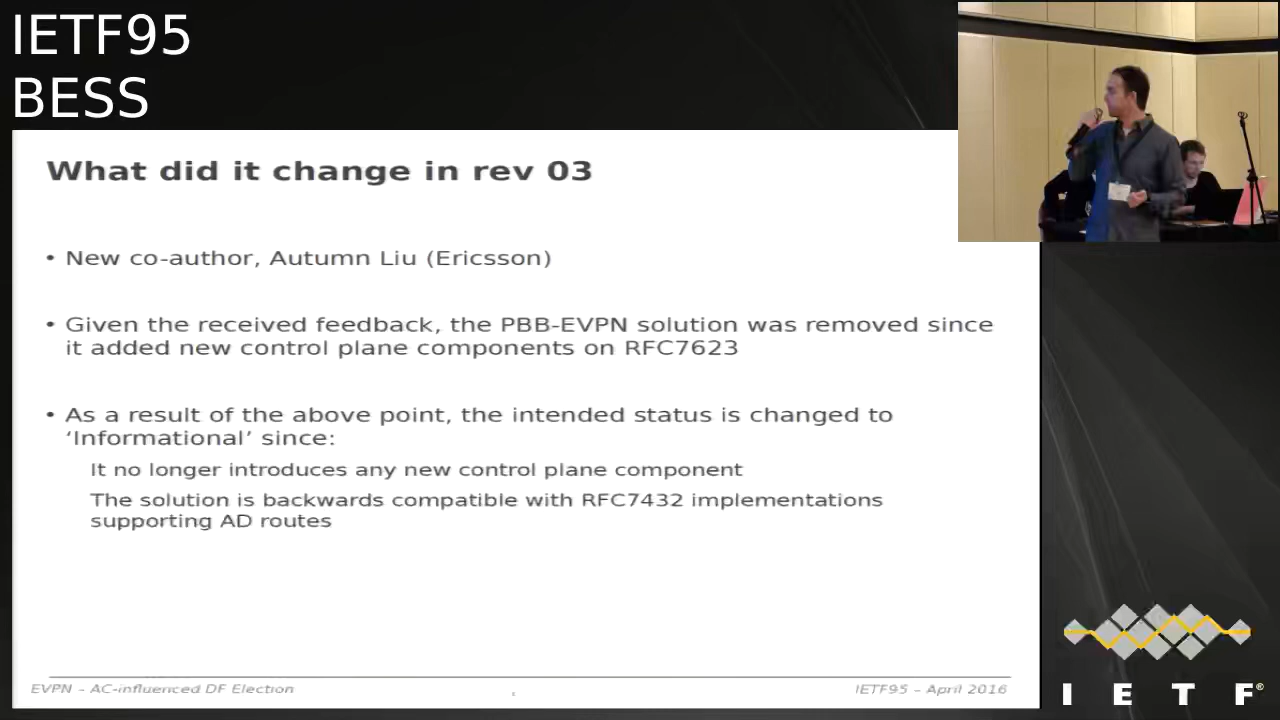 IETF95
BESS
What did it change in rev 03
• New co-author, Autumn Liu (Ericsson)
• Given the received feedback, the PBB-EVPN solution was removed since
it added new control plane components on RFC7623
• As a result of the above point, the intended status is changed to
‘Informational’ since:
It no longer introduces any new control plane component
The solution is backwards compatible with RFC7432 implementations
supporting AD routes
EVPN – AC-influenced DF Election
IETF95 – April 2016
I E T F®